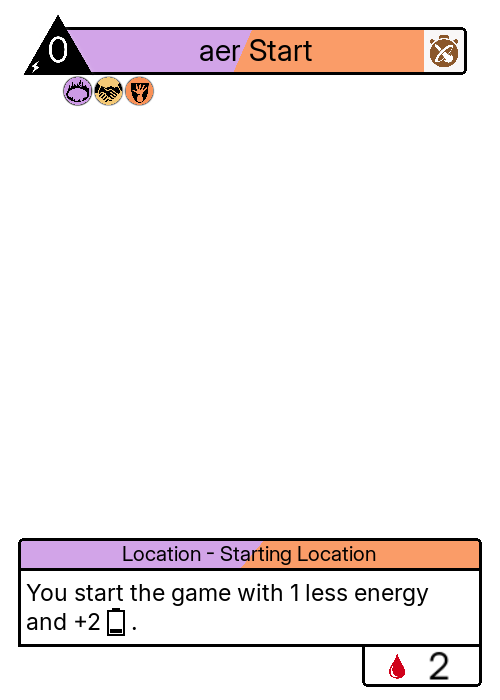 0
aer Start
Location - Starting Location
You start the game with 1 less energy
and +2 .
2